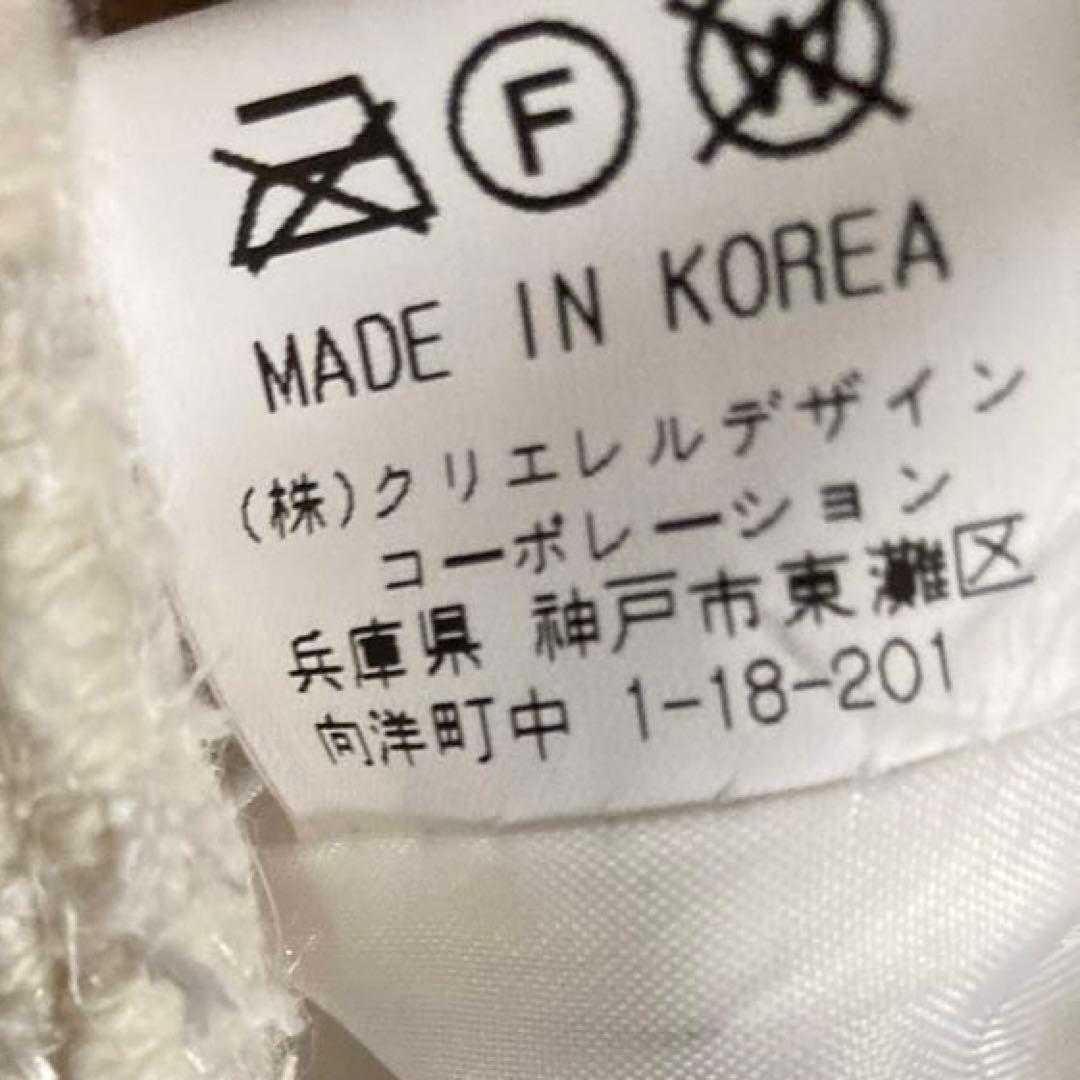 F W
MADE IN KOREA
(株)クリエレルデザイン
コーポレーション
兵庫県 神戸市東灘区
向洋町中 1-18-201